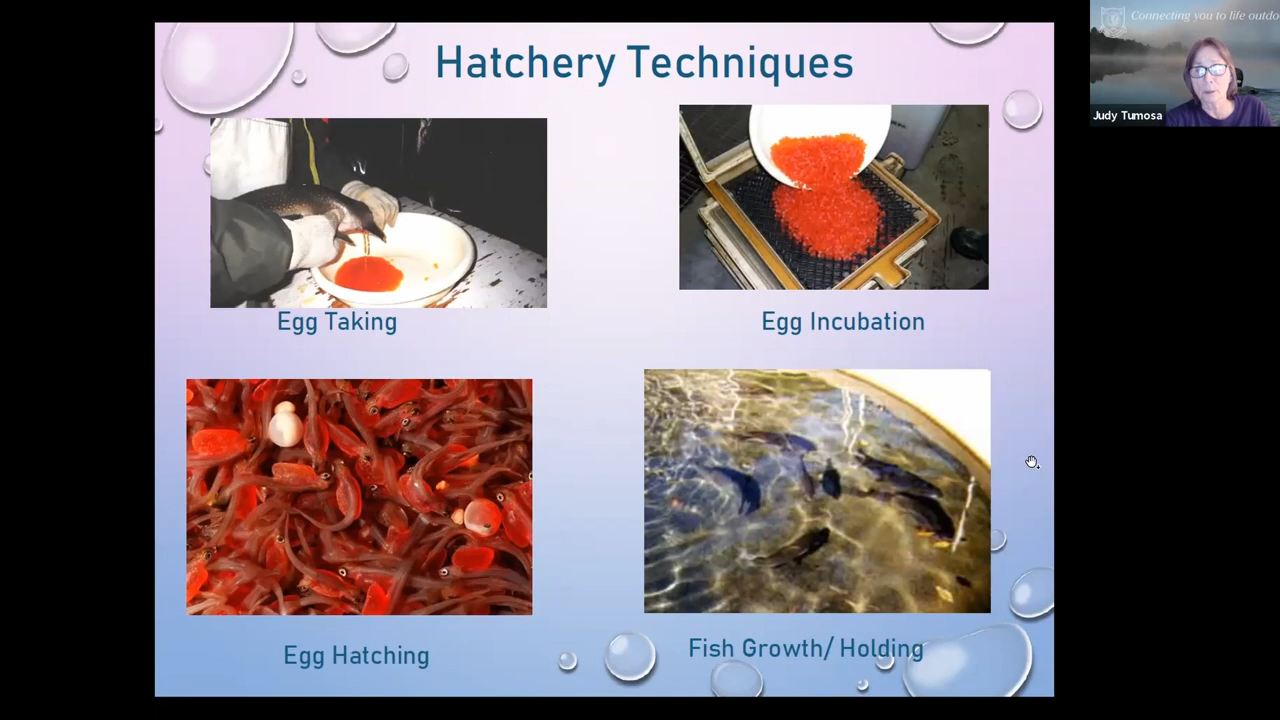 Hatchery Techniques
Connecting you to life outdo
Judy Tumosa
Egg Taking
Egg Incubation
Egg Hatching
Fish Growth/ Holding